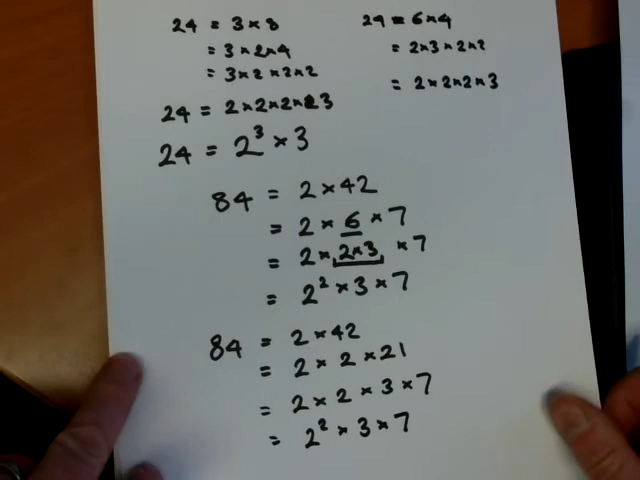 24 = 3 × 8
= 3 × 2 × 4
= 3 × 2 × 2 × 2
24 = 6 × 4
= 2 × 3 × 2 × 2
= 2 × 2 × 2 × 3
24 = 2 × 2 × 2 × 3
24 = 2³ × 3
84 = 2 × 42
= 2 × 6 × 7
= 2 × 2 × 3 × 7
= 2² × 3 × 7
84 = 2 × 42
= 2 × 2 × 21
= 2 × 2 × 3 × 7
= 2² × 3 × 7